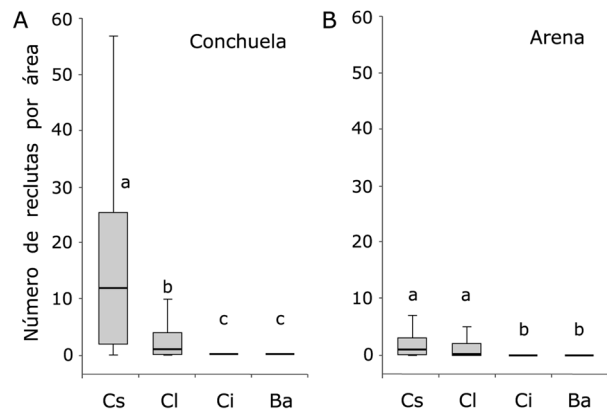 A
Conchuela
Número de reclutas por área
60
50
40
30
20
10
0
a
b
c
c
Cs
Cl
Ci
Ba
B
Arena
60
50
40
30
20
10
0
a
a
b
b
Cs
Cl
Ci
Ba